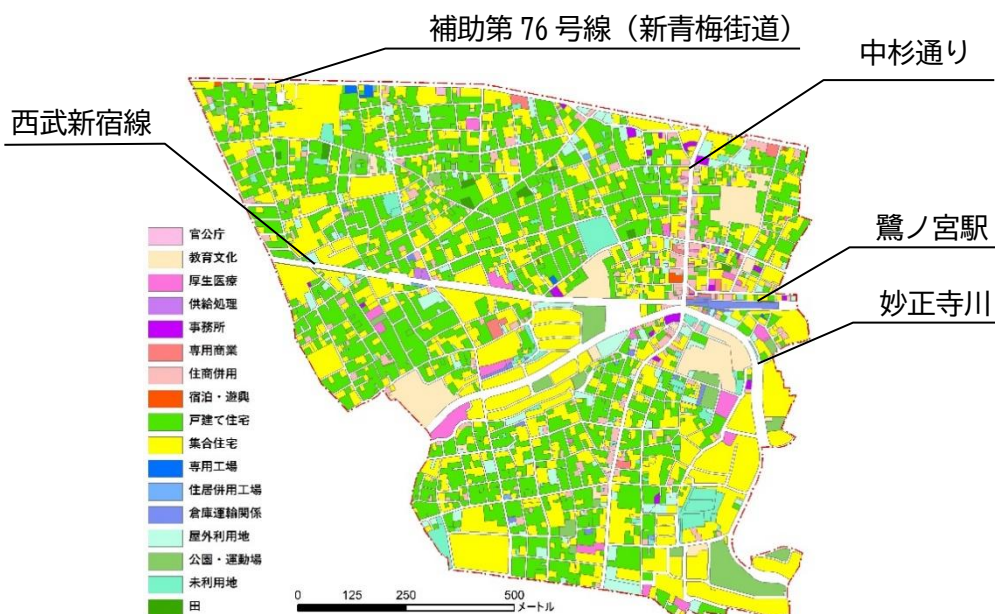 補助第 76 号線（新青梅街道）
中杉通り
西武新宿線
鷺ノ宮駅
妙正寺川
官公庁
教育文化
厚生医療
供給処理
事務所
専用商業
住商併用
宿泊・遊興
戸建て住宅
集合住宅
専用工場
住居併用工場
倉庫運輸関係
屋外利用地
公園・運動場
未利用地
田
0 125 250 500
メートル